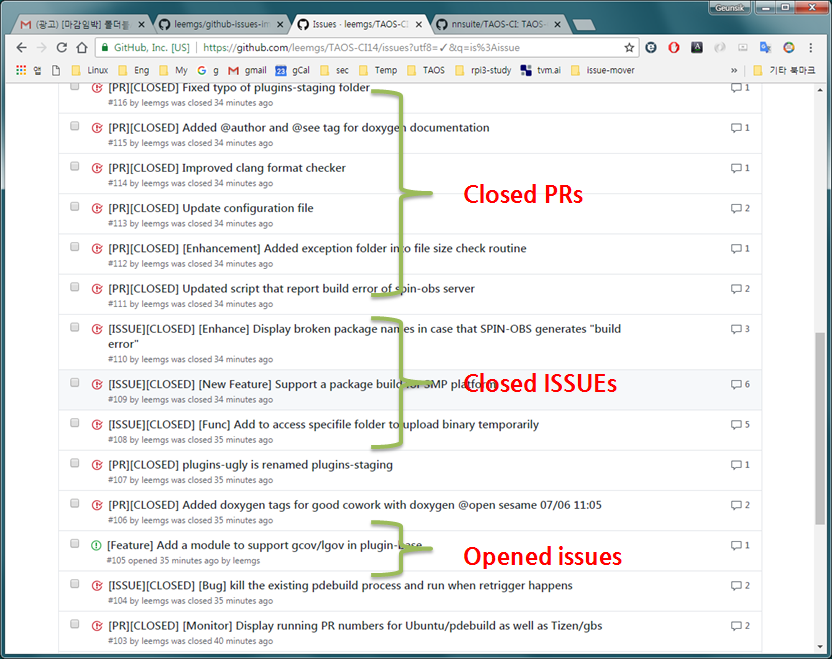 Geunsik
(광고) [마감임박] 롤더블
leemgs/github-issues-im
Issues · leemgs/TAOS-CI
nnsuite/TAOS-CI: TAOS-
GitHub, Inc. [US] https://github.com/leemgs/TAOS-CI14/issues?utf8=✓&q=is%3Aissue
앱 Linux Eng My g gmail gCal sec Temp TAOS rpi3-study tvm.ai issue-mover » 기타 북마크
[PR][CLOSED] Fixed typo of plugins-staging folder 1
#116 by leemgs was closed 34 minutes ago
[PR][CLOSED] Added @author and @see tag for doxygen documentation 1
#115 by leemgs was closed 34 minutes ago
[PR][CLOSED] Improved clang format checker 1
#114 by leemgs was closed 34 minutes ago
Closed PRs
[PR][CLOSED] Update configuration file 2
#113 by leemgs was closed 34 minutes ago
[PR][CLOSED] [Enhancement] Added exception folder into file size check routine 1
#112 by leemgs was closed 34 minutes ago
[PR][CLOSED] Updated script that report build error of spin-obs server 2
#111 by leemgs was closed 34 minutes ago
[ISSUE][CLOSED] [Enhance] Display broken package names in case that SPIN-OBS generates "build 3
error"
#110 by leemgs was closed 34 minutes ago
[ISSUE][CLOSED] [New Feature] Support a package build for SMP platform 6
Closed ISSUEs
#109 by leemgs was closed 34 minutes ago
[ISSUE][CLOSED] [Func] Add to access specifile folder to upload binary temporarily 5
#108 by leemgs was closed 35 minutes ago
[PR][CLOSED] plugins-ugly is renamed plugins-staging 1
#107 by leemgs was closed 35 minutes ago
[PR][CLOSED] Added doxygen tags for good cowork with doxygen @open sesame 07/06 11:05 2
#106 by leemgs was closed 35 minutes ago
[Feature] Add a module to support gcov/lgov in plugin-base 1
Opened issues
#105 opened 35 minutes ago by leemgs
[ISSUE][CLOSED] [Bug] kill the existing pdebuild process and run when retrigger happens 2
#104 by leemgs was closed 35 minutes ago
[PR][CLOSED] [Monitor] Display running PR numbers for Ubuntu/pdebuild as well as Tizen/gbs 2
#103 by leemgs was closed 40 minutes ago